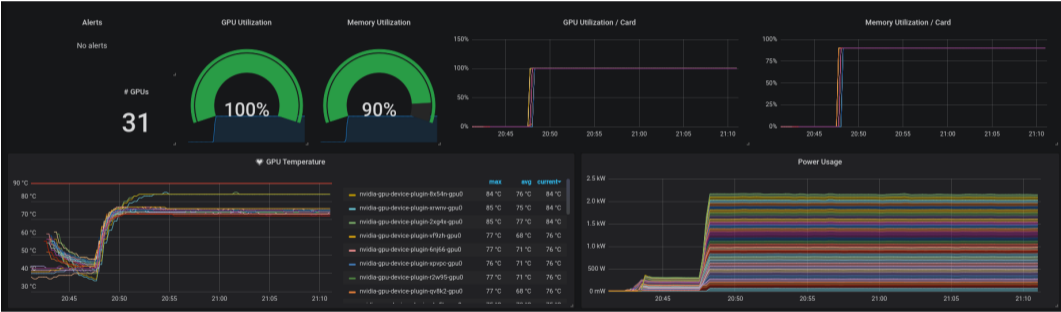 Alerts
No alerts
# GPUs
31
GPU Utilization
100%
Memory Utilization
90%
GPU Utilization / Card
150%
100%
50%
0%
20:45 20:50 20:55 21:00 21:05 21:10
Memory Utilization / Card
100%
75%
50%
25%
0%
20:45 20:50 20:55 21:00 21:05 21:10
GPU Temperature
90 °C
80 °C
70 °C
60 °C
50 °C
40 °C
30 °C
20:45 20:50 20:55 21:00 21:05 21:10
max avg current
nvidia-gpu-device-plugin-8x54n-gpu0 84 °C 76 °C 84 °C
nvidia-gpu-device-plugin-xrwnv-gpu0 85 °C 75 °C 84 °C
nvidia-gpu-device-plugin-2xg4x-gpu0 85 °C 77 °C 84 °C
nvidia-gpu-device-plugin-vf9zh-gpu0 77 °C 68 °C 76 °C
nvidia-gpu-device-plugin-6nj66-gpu0 77 °C 71 °C 76 °C
nvidia-gpu-device-plugin-xpvpc-gpu0 76 °C 71 °C 76 °C
nvidia-gpu-device-plugin-r2w95-gpu0 77 °C 71 °C 76 °C
nvidia-gpu-device-plugin-qv8k2-gpu0 77 °C 68 °C 76 °C
Power Usage
2.5 kW
2.0 kW
1.5 kW
1.0 kW
500 W
0 mW
20:45 20:50 20:55 21:00 21:05 21:10